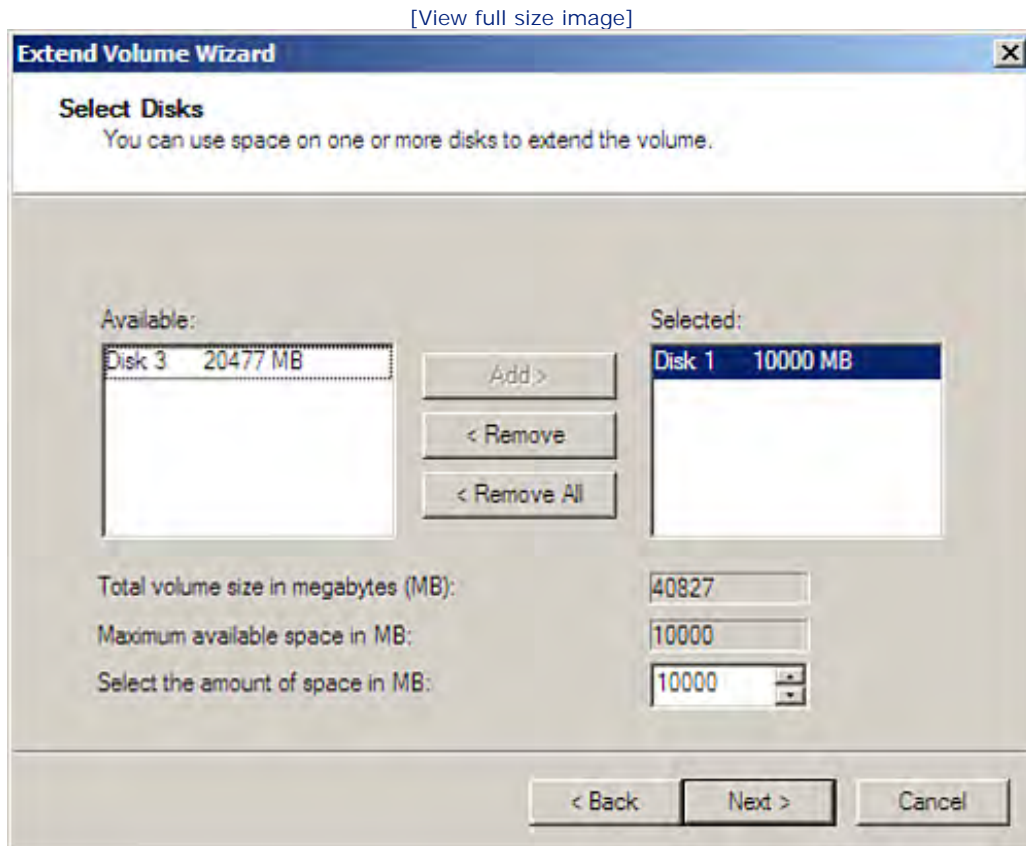 [View full size image]
Extend Volume Wizard
Select Disks
You can use space on one or more disks to extend the volume.
Available:
Selected:
Disk 3 20477 MB
Add >
Disk 1 10000 MB
< Remove
< Remove All
Total volume size in megabytes (MB):
40827
Maximum available space in MB:
10000
Select the amount of space in MB:
10000
< Back
Next >
Cancel